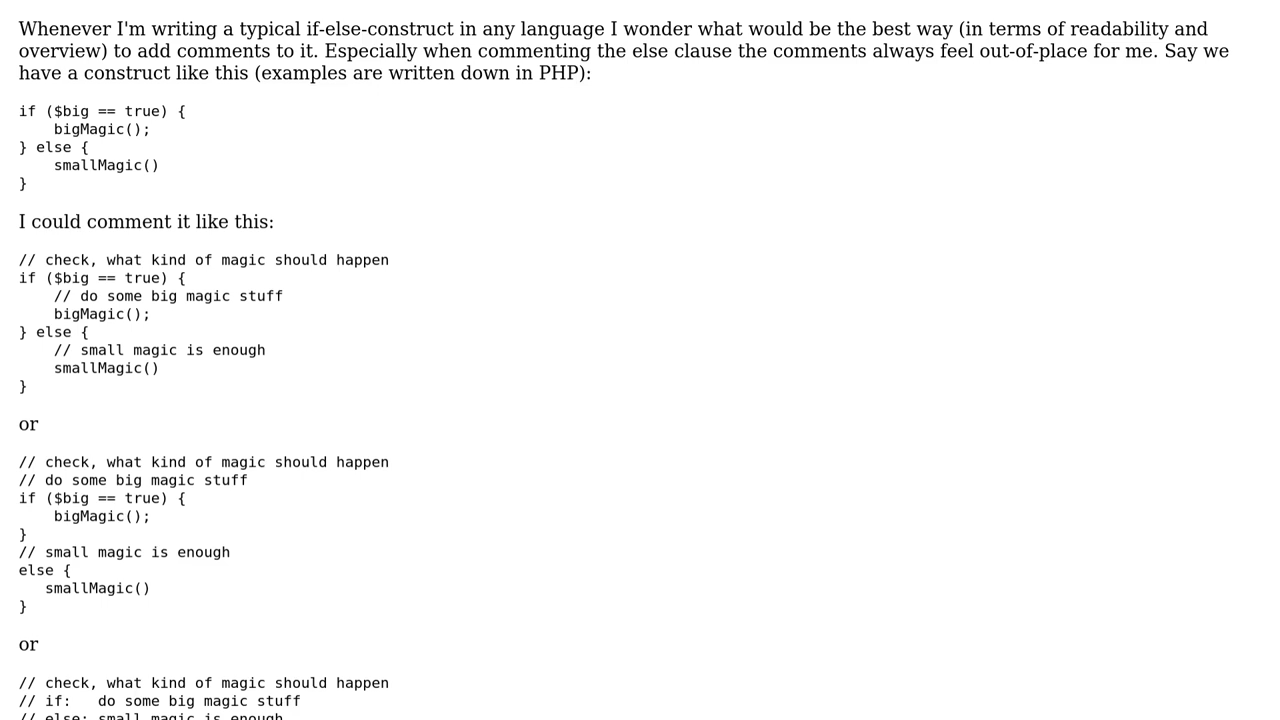 Whenever I'm writing a typical if-else-construct in any language I wonder what would be the best way (in terms of readability and
overview) to add comments to it. Especially when commenting the else clause the comments always feel out-of-place for me. Say we
have a construct like this (examples are written down in PHP):
if ($big == true) {
    bigMagic();
} else {
    smallMagic()
}
I could comment it like this:
// check, what kind of magic should happen
if ($big == true) {
    // do some big magic stuff
    bigMagic();
} else {
    // small magic is enough
    smallMagic()
}
or
// check, what kind of magic should happen
// do some big magic stuff
if ($big == true) {
    bigMagic();
}
// small magic is enough
else {
   smallMagic()
}
or
// check, what kind of magic should happen
// if:   do some big magic stuff
// else: small magic is enough